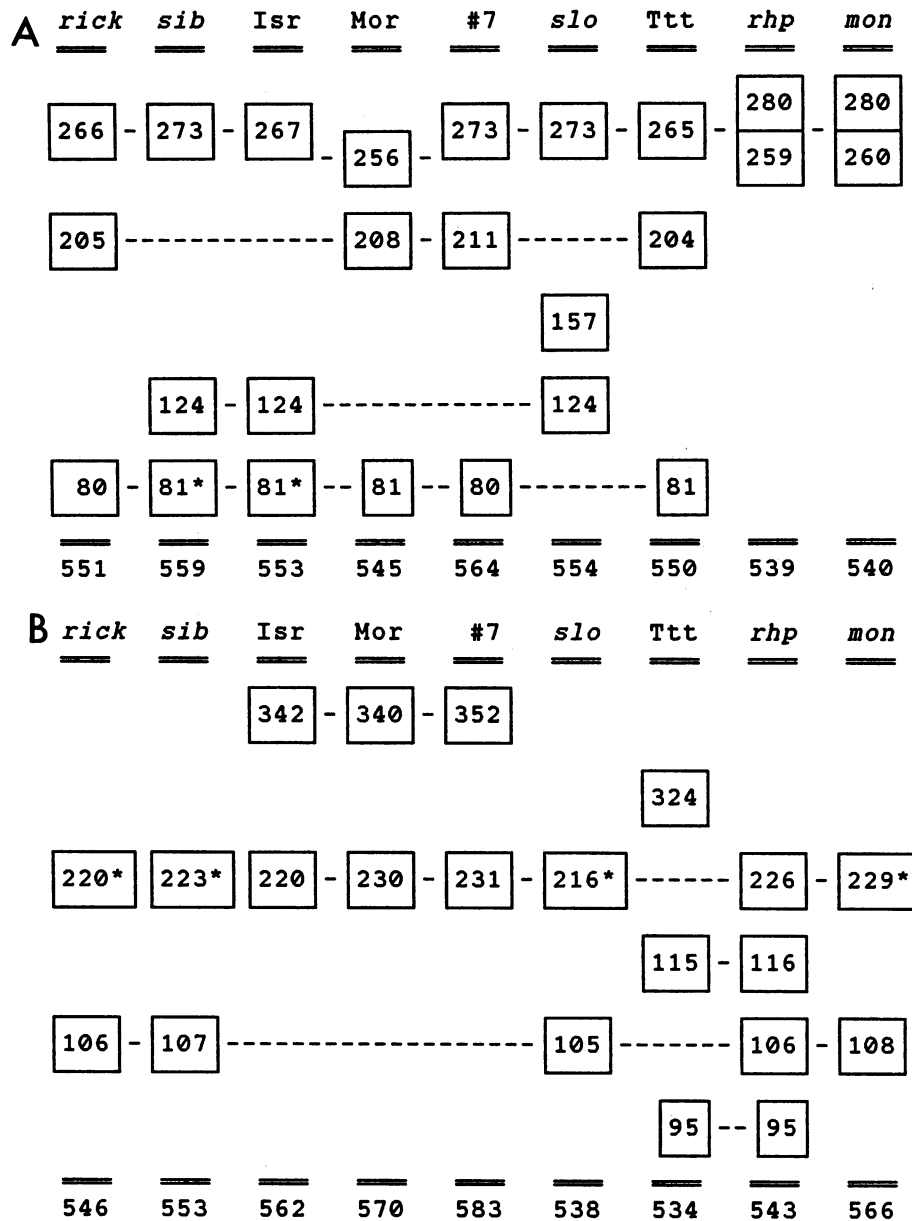 A rick sib Isr Mor #7 slo Ttt rhp mon
280 280
266 - 273 - 267 273 - 273 - 265 - -
- 256 - 259 260
205 -------------- 208 - 211 ------- 204
157
124 - 124 -------------- 124
80 - 81* - 81* -- 81 -- 80 -------- 81
551 559 553 545 564 554 550 539 540
B rick sib Isr Mor #7 slo Ttt rhp mon
342 - 340 - 352
324
220* 223* 220 - 230 - 231 - 216* ------ 226 - 229*
115 - 116
106 - 107 -------------------- 105 ------- 106 - 108
95 -- 95
546 553 562 570 583 538 534 543 566